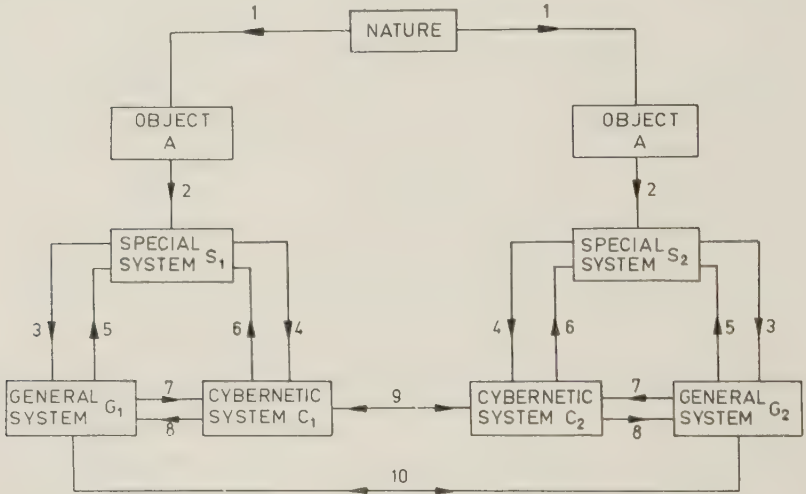 1
NATURE
1
OBJECT
A
OBJECT
A
2
2
SPECIAL
SYSTEM S₁
SPECIAL
SYSTEM S₂
3
5
6
4
4
6
5
3
GENERAL
SYSTEM G₁
7
8
CYBERNETIC
SYSTEM C₁
9
CYBERNETIC
SYSTEM C₂
7
8
GENERAL
SYSTEM G₂
10